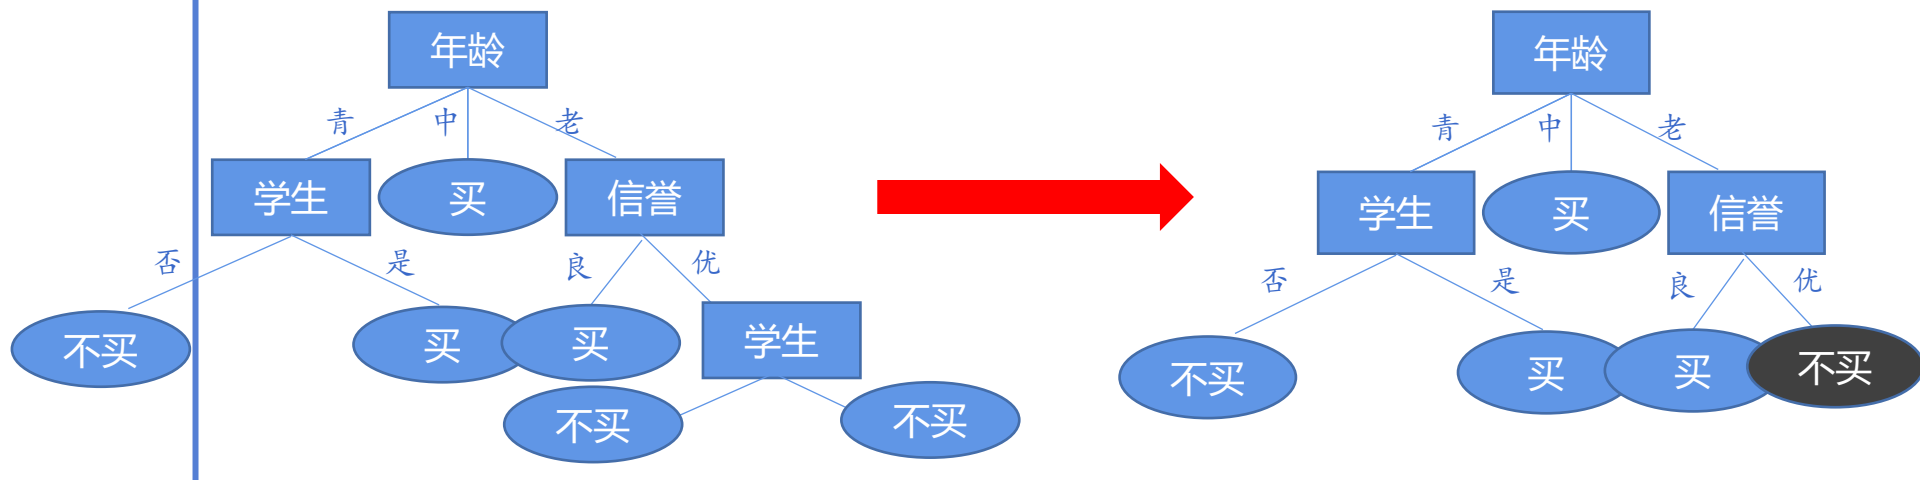 年龄
青
中
老
学生
买
信誉
否
是
良
优
不买
买
买
学生
不买
不买
年龄
青
中
老
学生
买
信誉
否
是
良
优
不买
买
买
不买